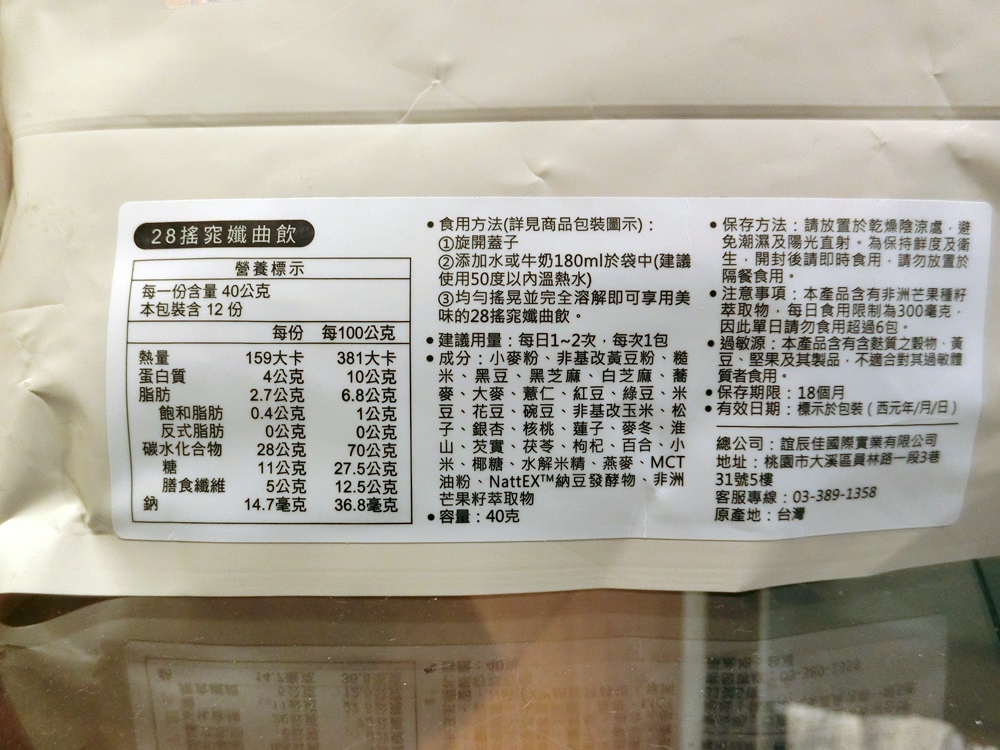 28搖窕孅曲飲
營養標示
每一份含量 40公克
本包裝含 12 份
每份 每100公克
熱量 159大卡 381大卡
蛋白質 4公克 10公克
脂肪 2.7公克 6.8公克
飽和脂肪 0.4公克 1公克
反式脂肪 0公克 0公克
碳水化合物 28公克 70公克
糖 11公克 27.5公克
膳食纖維 5公克 12.5公克
鈉 14.7毫克 36.8毫克
•食用方法(詳見商品包裝圖示)：
①旋開蓋子
②添加水或牛奶180ml於袋中(建議
使用50度以內溫熱水)
③均勻搖晃並完全溶解即可享用美
味的28搖窕孅曲飲。
•建議用量：每日1~2次，每次1包
•成分：小麥粉、非基改黃豆粉、糙
米、黑豆、黑芝麻、白芝麻、蕎
麥、大麥、薏仁、紅豆、綠豆、米
豆、花豆、碗豆、非基改玉米、松
子、銀杏、核桃、蓮子、麥冬、淮
山、芡實、茯苓、枸杞、百合、小
米、椰糖、水解米精、燕麥、MCT
油粉、NattEX™納豆發酵物、非洲
芒果籽萃取物
•容量：40克
•保存方法：請放置於乾燥陰涼處，避
免潮濕及陽光直射。為保持鮮度及衛
生，開封後請即時食用，請勿放置於
隔餐食用。
•注意事項：本產品含有非洲芒果種籽
萃取物，每日食用限制為300毫克，
因此單日請勿食用超過6包。
•過敏源：本產品含有含麩質之穀物、黃
豆、堅果及其製品，不適合對其過敏體
質者食用。
•保存期限：18個月
•有效日期：標示於包裝（西元年/月/日）
總公司：誼辰佳國際實業有限公司
地址：桃園市大溪區員林路一段3巷
31號5樓
客服專線：03-389-1358
原產地：台灣